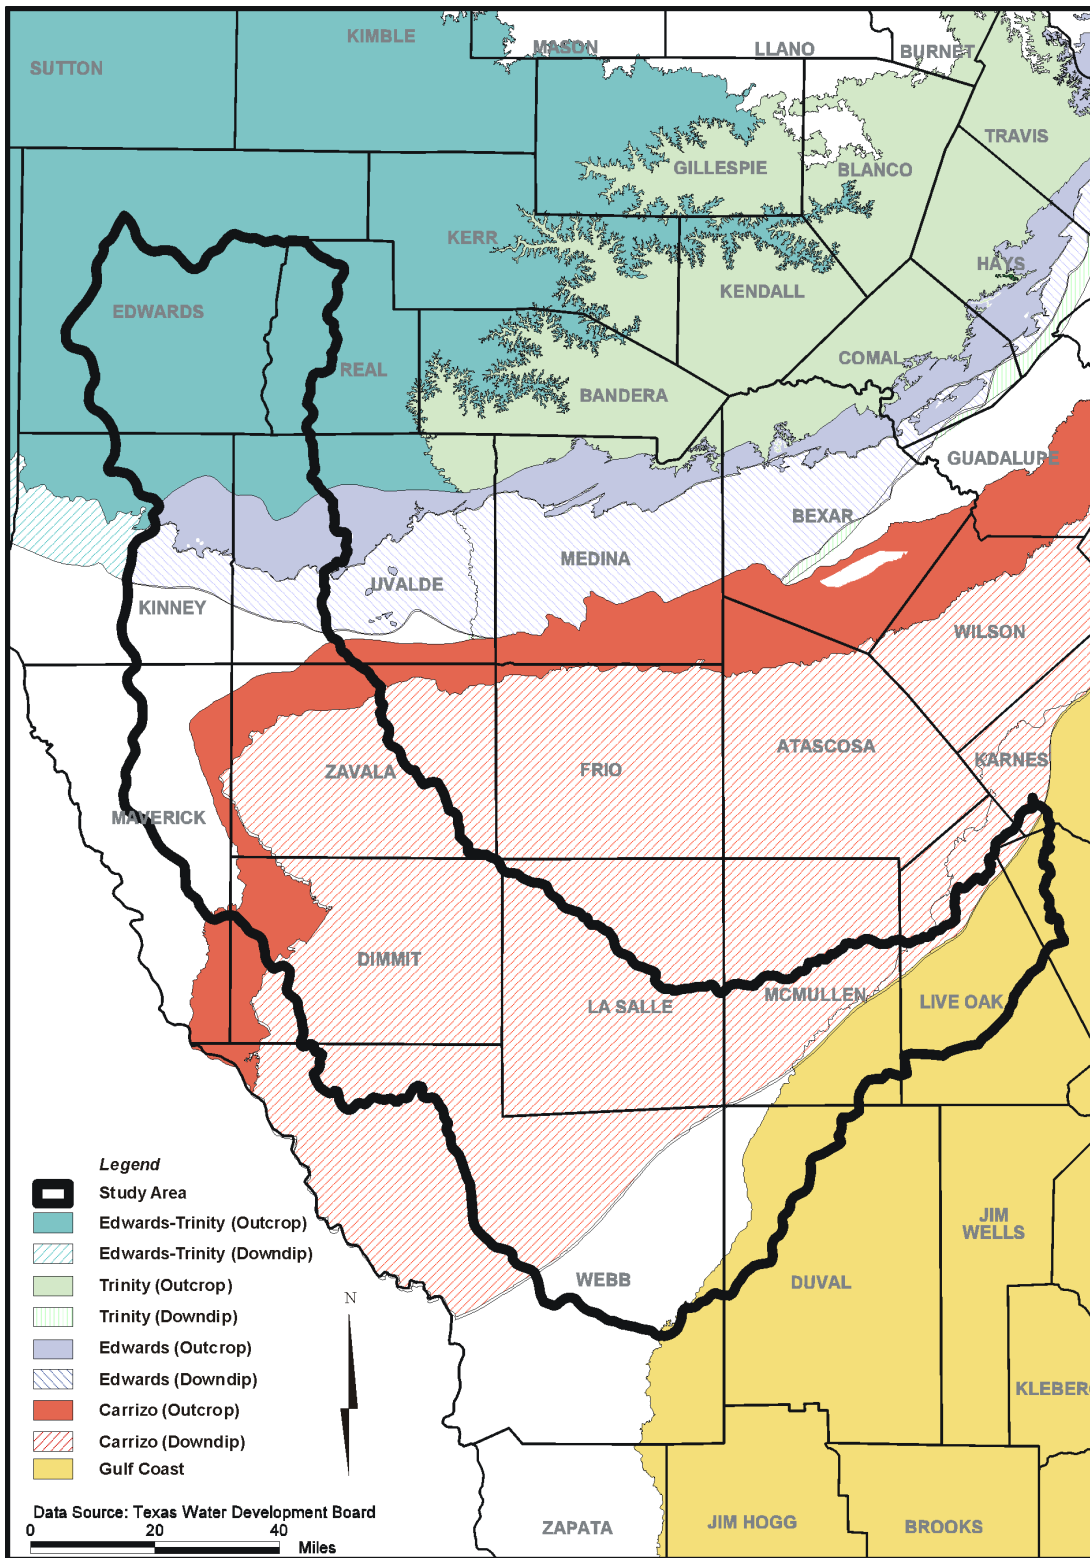 KIMBLE
MASON
LLANO
BURNET
SUTTON
TRAVIS
GILLESPIE
BLANCO
KERR
HAYS
KENDALL
EDWARDS
COMAL
REAL
BANDERA
GUADALUPE
BEXAR
MEDINA
UVALDE
KINNEY
WILSON
ATASCOSA
KARNES
ZAVALA
FRIO
MAVERICK
DIMMIT
LA SALLE
MCMULLEN
LIVE OAK
JIM
WELLS
WEBB
DUVAL
KLEBERG
ZAPATA
JIM HOGG
BROOKS
Legend
Study Area
Edwards-Trinity (Outcrop)
Edwards-Trinity (Downdip)
Trinity (Outcrop)
Trinity (Downdip)
Edwards (Outcrop)
Edwards (Downdip)
Carrizo (Outcrop)
Carrizo (Downdip)
Gulf Coast
N
Data Source: Texas Water Development Board
0 20 40
Miles